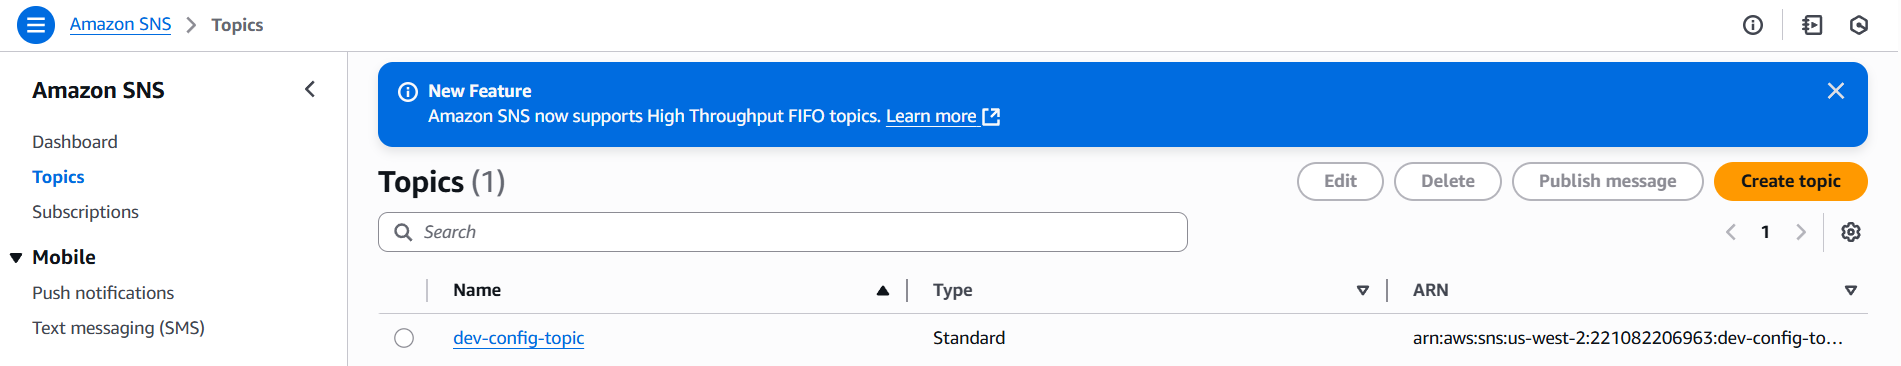 Amazon SNS > Topics
Amazon SNS
Dashboard
Topics
Subscriptions
Mobile
Push notifications
Text messaging (SMS)
New Feature
Amazon SNS now supports High Throughput FIFO topics. Learn more
Topics (1)
Edit
Delete
Publish message
Create topic
Search
1
Name Type ARN
dev-config-topic Standard arn:aws:sns:us-west-2:221082206963:dev-config-to…